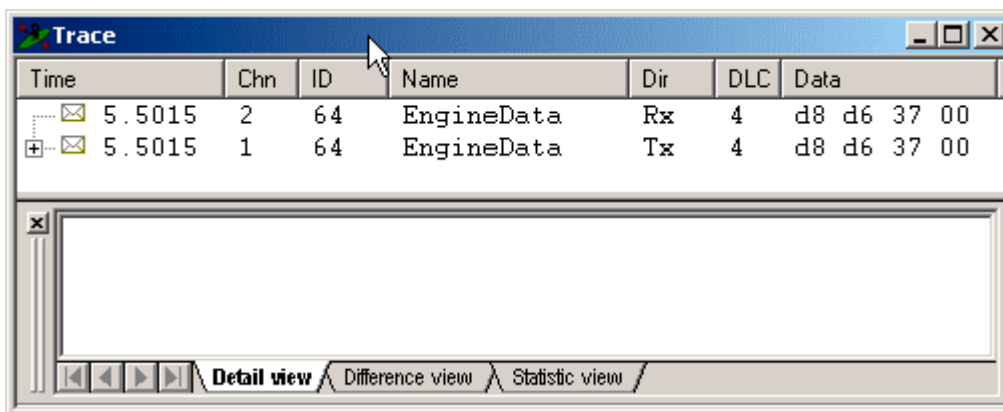 Trace
Time Chn ID Name Dir DLC Data
5.5015 2 64 EngineData Rx 4 d8 d6 37 00
5.5015 1 64 EngineData Tx 4 d8 d6 37 00
Detail view Difference view Statistic view